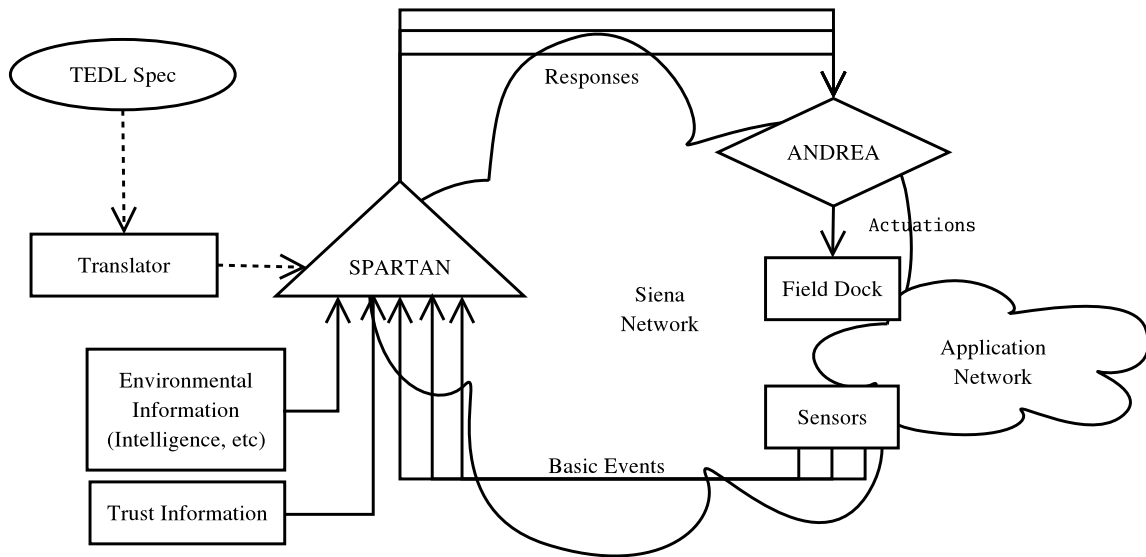 TEDL Spec
Responses
ANDREA
Actuations
Translator
SPARTAN
Siena
Network
Field Dock
Application
Network
Environmental
Information
(Intelligence, etc)
Sensors
Basic Events
Trust Information